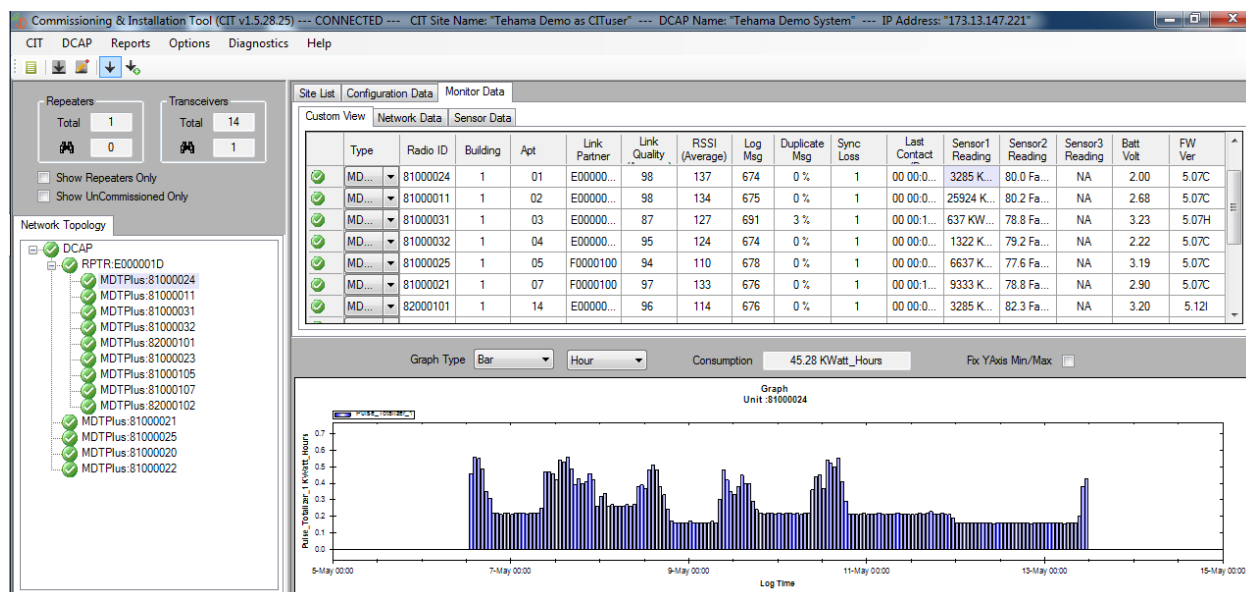 Commissioning & Installation Tool (CIT v1.5.28.25) --- CONNECTED --- CIT Site Name: "Tehama Demo as CITuser" --- DCAP Name: "Tehama Demo System" --- IP Address: "173.13.147.221"
CIT DCAP Reports Options Diagnostics Help
Repeaters Transceivers
Total 1 Total 14
0 1
Show Repeaters Only
Show UnCommissioned Only
Network Topology
DCAP
RPTR:E000001D
MDTPlus:81000024
MDTPlus:81000011
MDTPlus:81000031
MDTPlus:81000032
MDTPlus:82000101
MDTPlus:81000023
MDTPlus:81000105
MDTPlus:81000107
MDTPlus:82000102
MDTPlus:81000021
MDTPlus:81000025
MDTPlus:81000020
MDTPlus:81000022
Site List Configuration Data Monitor Data
Custom View Network Data Sensor Data
Type Radio ID Building Apt Link Partner Link Quality RSSI (Average) Log Msg Duplicate Msg Sync Loss Last Contact Sensor1 Reading Sensor2 Reading Sensor3 Reading Batt Volt FW Ver
MD... 81000024 1 01 E00000... 98 137 674 0 % 1 00 00:0... 3285 K... 80.0 Fa... NA 2.00 5.07C
MD... 81000011 1 02 E00000... 98 134 675 0 % 1 00 00:0... 25924 K... 80.2 Fa... NA 2.68 5.07C
MD... 81000031 1 03 E00000... 87 127 691 3 % 1 00 00:1... 637 KW... 78.8 Fa... NA 3.23 5.07H
MD... 81000032 1 04 E00000... 95 124 674 0 % 1 00 00:0... 1322 K... 79.2 Fa... NA 2.22 5.07C
MD... 81000025 1 05 F0000100 94 110 678 0 % 1 00 00:0... 6637 K... 77.6 Fa... NA 3.19 5.07C
MD... 81000021 1 07 F0000100 97 133 676 0 % 1 00 00:1... 9333 K... 78.8 Fa... NA 2.90 5.07C
MD... 82000101 1 14 E00000... 96 114 676 0 % 1 00 00:0... 3285 K... 82.3 Fa... NA 3.20 5.12I
Graph Type Bar Hour Consumption 45.28 KWatt_Hours Fix YAxis Min/Max
Graph
Unit :81000024
Pulse_Totalizer_1
Pulse_Totalizer_1 KWatt_Hours
0.7
0.6
0.5
0.4
0.3
0.2
0.1
0.0
5-May 00:00 7-May 00:00 9-May 00:00 11-May 00:00 13-May 00:00 15-May 00:00
Log Time